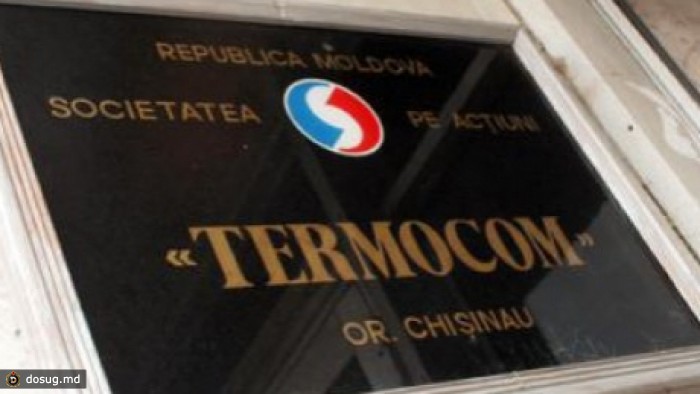 REPUBLICA MOLDOVA
SOCIETATEA PE ACȚIUNI
«TERMOCOM»
OR. CHIȘINAU
dosug.md